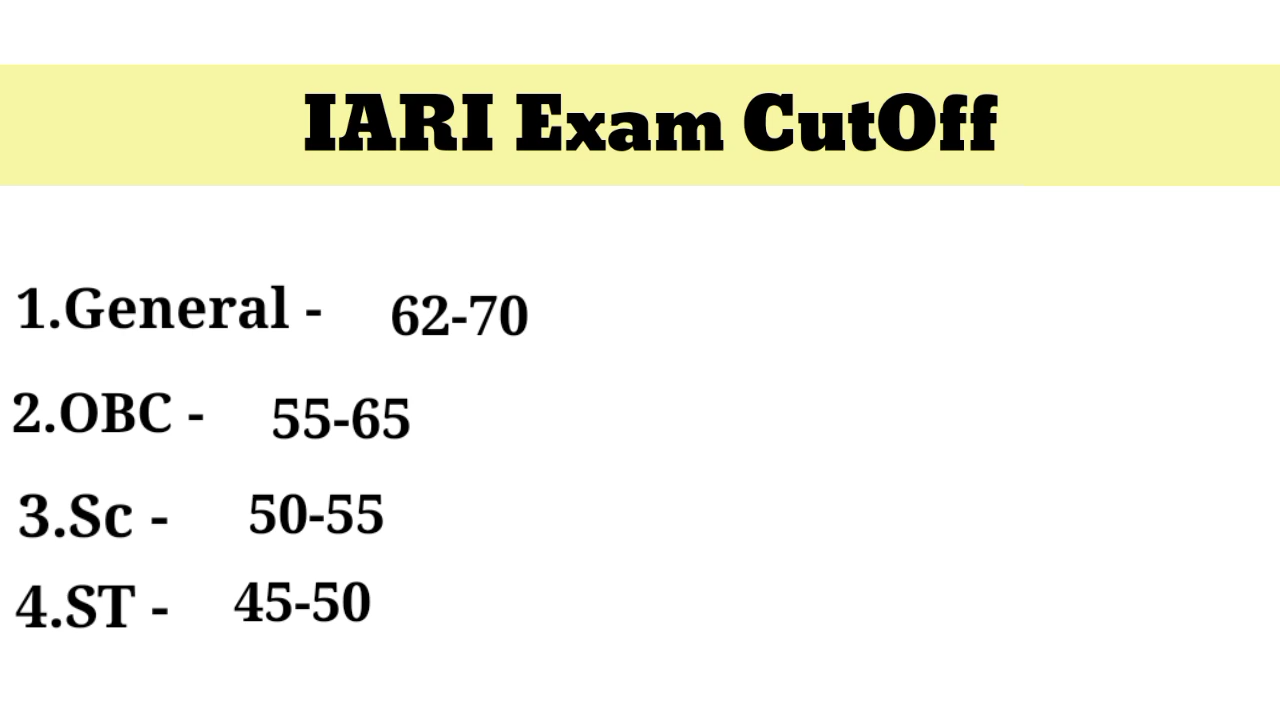 IARI Exam CutOff
1.General - 62-70
2.OBC - 55-65
3.Sc - 50-55
4.ST - 45-50